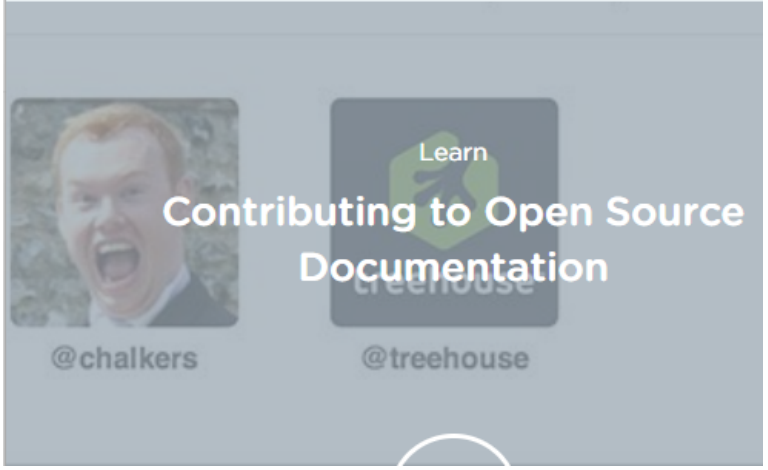 Learn
Contributing to Open Source
Documentation
treehouse
@chalkers
@treehouse